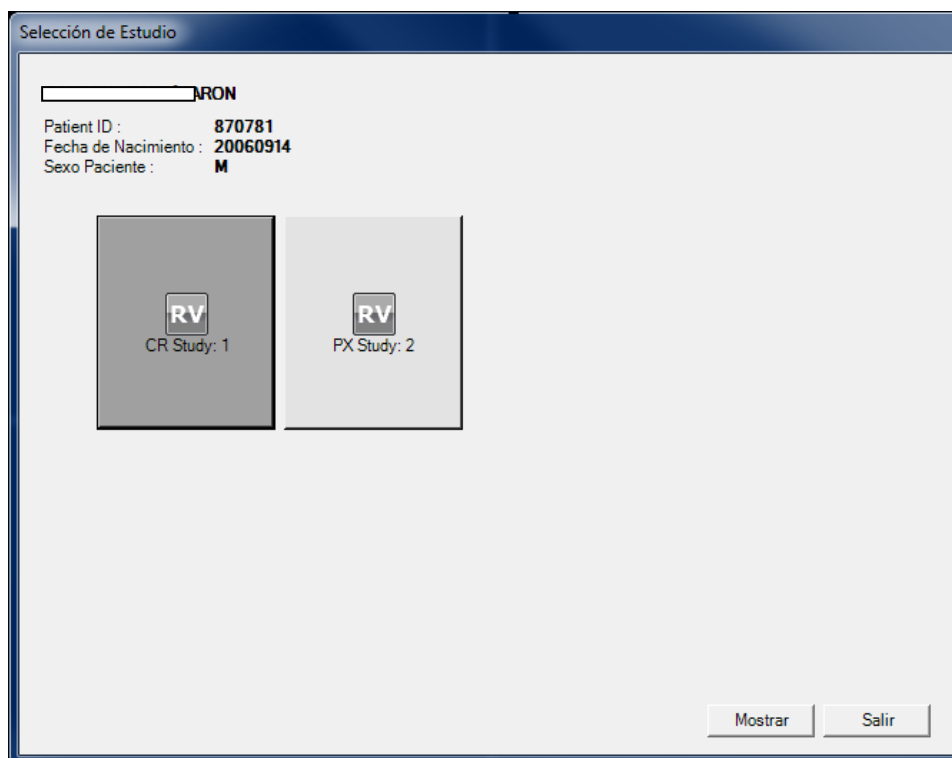 Selección de Estudio
ARON
Patient ID : 870781
Fecha de Nacimiento : 20060914
Sexo Paciente : M
RV
CR Study: 1
RV
PX Study: 2
Mostrar
Salir